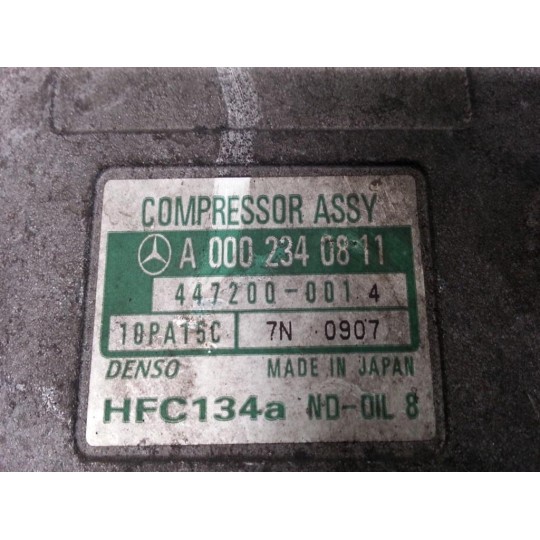 COMPRESSOR ASSY
A 000 234 08 11
447200-001 4
10PA15C 7N 0907
DENSO MADE IN JAPAN
HFC134a ND-OIL 8